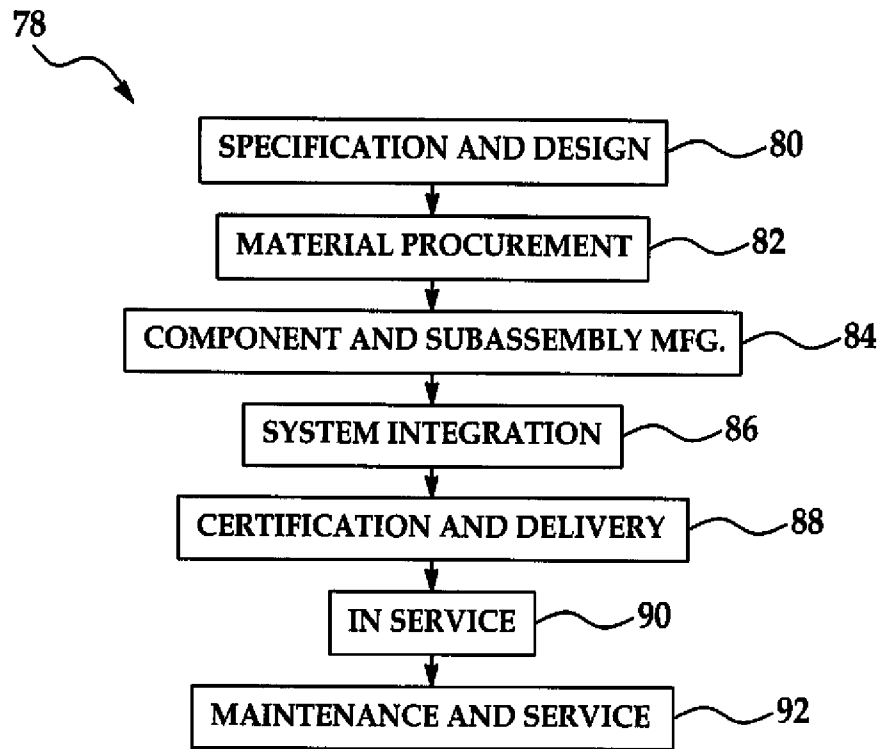 78
SPECIFICATION AND DESIGN 80
MATERIAL PROCUREMENT 82
COMPONENT AND SUBASSEMBLY MFG. 84
SYSTEM INTEGRATION 86
CERTIFICATION AND DELIVERY 88
IN SERVICE 90
MAINTENANCE AND SERVICE 92